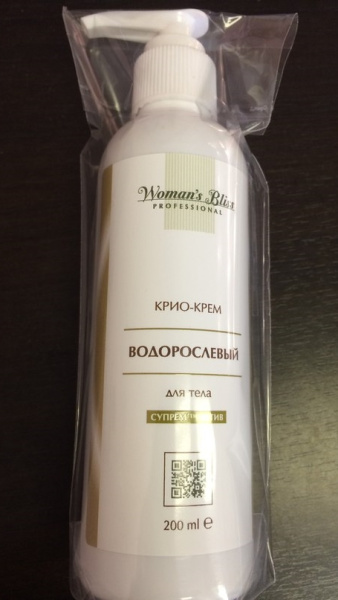 Woman's Bliss
PROFESSIONAL
КРИО-КРЕМ
ВОДОРОСЛЕВЫЙ
для тела
200 ml e